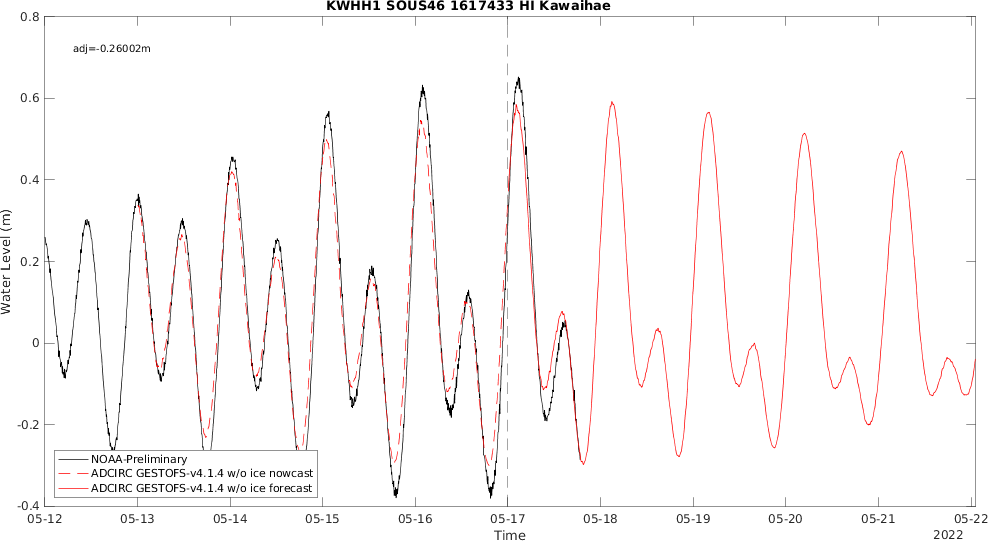 KWHH1 SOUS46 1617433 HI Kawaihae
adj=-0.26002m
Water Level (m)
0.8
0.6
0.4
0.2
0
-0.2
-0.4
NOAA-Preliminary
ADCIRC GESTOFS-v4.1.4 w/o ice nowcast
ADCIRC GESTOFS-v4.1.4 w/o ice forecast
05-12 05-13 05-14 05-15 05-16 05-17 05-18 05-19 05-20 05-21 05-22
Time
2022